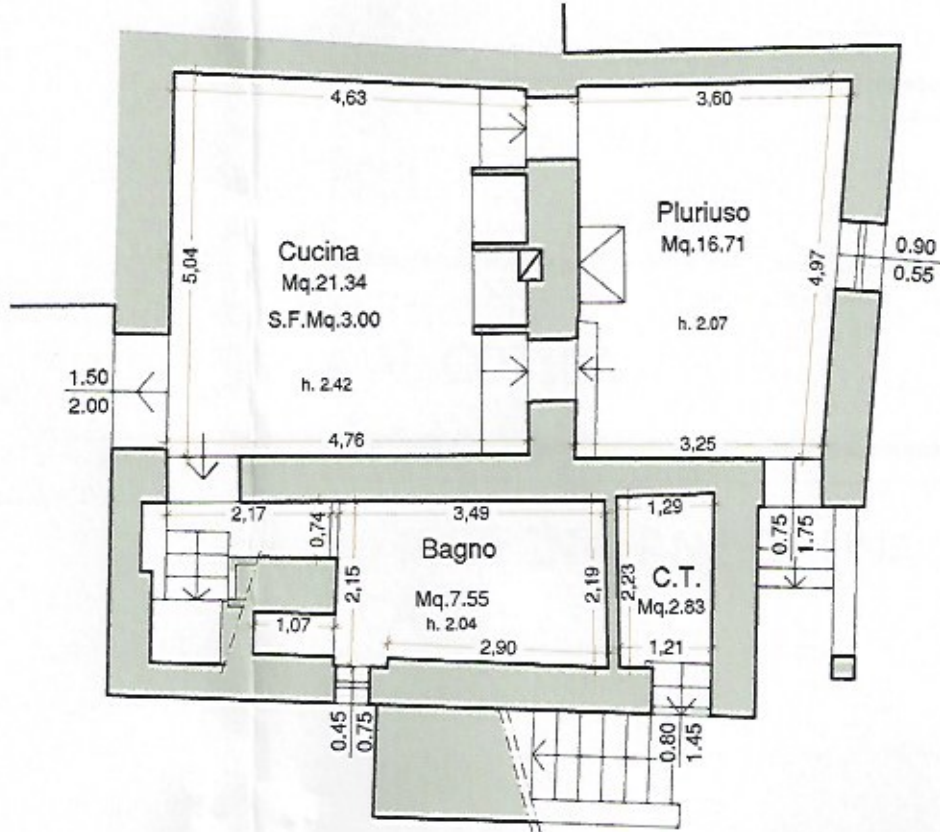 4,63
3,60
Cucina
Mq.21.34
S.F.Mq.3.00
h. 2.42
5,04
Pluriuso
Mq.16.71
h. 2.07
4,97
0.90
0.55
1.50
2.00
4,76
3,25
2,17
0,74
3,49
1,29
0.75
1.75
Bagno
Mq.7.55
h. 2.04
2,15
2,19
2,23
C.T.
Mq.2.83
1,07
2,90
1,21
0.45
0.75
0.80
1.45